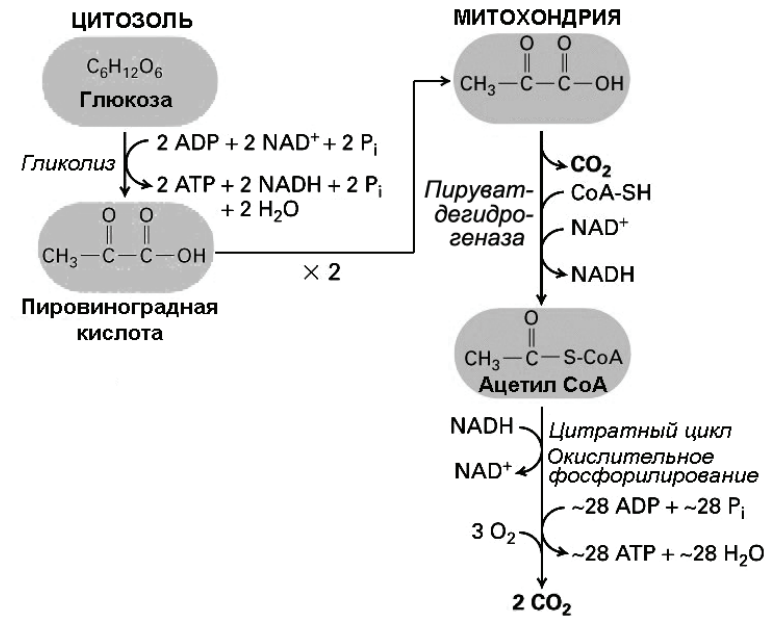 ЦИТОЗОЛЬ
C₆H₁₂O₆
Глюкоза
Гликолиз
2 ADP + 2 NAD⁺ + 2 Pᵢ
2 ATP + 2 NADH + 2 Pᵢ
+ 2 H₂O
O O
CH₃—C—C—OH
Пировиноградная
кислота
× 2
МИТОХОНДРИЯ
O O
CH₃—C—C—OH
CO₂
Пируват-
дегидро-
геназа
CoA-SH
NAD⁺
NADH
O
CH₃—C—S-CoA
Ацетил CoA
NADH
NAD⁺
Цитратный цикл
Окислительное
фосфорилирование
~28 ADP + ~28 Pᵢ
3 O₂
~28 ATP + ~28 H₂O
2 CO₂